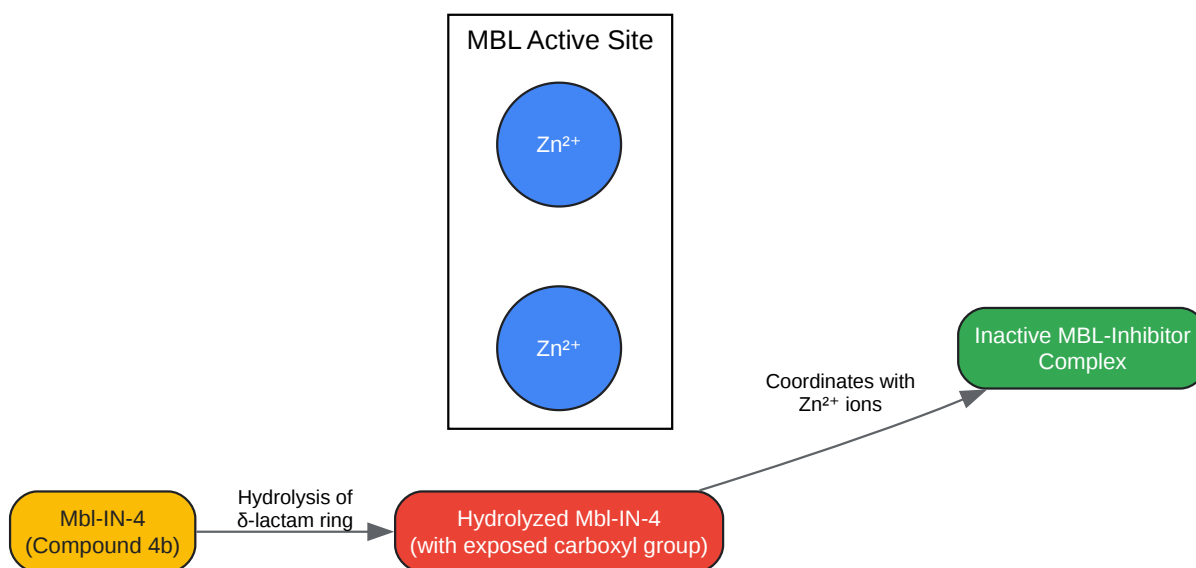 MBL Active Site
Zn²⁺
Zn²⁺
Inactive MBL-Inhibitor
Complex
Coordinates with
Zn²⁺ ions
Hydrolysis of
δ-lactam ring
Mbl-IN-4
(Compound 4b)
Hydrolyzed Mbl-IN-4
(with exposed carboxyl group)